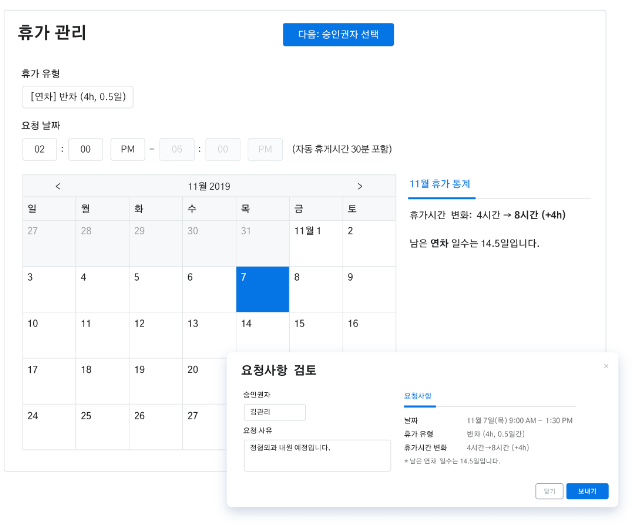 휴가 관리
다음: 승인권자 선택
휴가 유형
[연차] 반차 (4h, 0.5일)
요청 날짜
02 : 00 PM – 06 : 00 PM (자동 휴게시간 30분 포함)
< 11월 2019 >
일 월 화 수 목 금 토
27 28 29 30 31 11월 1 2
3 4 5 6 7 8 9
10 11 12 13 14 15 16
17 18 19 20
24 25 26 27
11월 휴가 통계
휴가시간 변화: 4시간 → 8시간 (+4h)
남은 연차 일수는 14.5일입니다.
요청사항 검토
×
승인권자
김관리
요청 사유
정형외과 내원 예정입니다.
요청사항
날짜 11월 7일(목) 9:00 AM – 1:30 PM
휴가 유형 반차 (4h, 0.5일간)
휴가시간 변화 4시간→8시간 (+4h)
* 남은 연차 일수는 14.5일입니다.
닫기
보내기